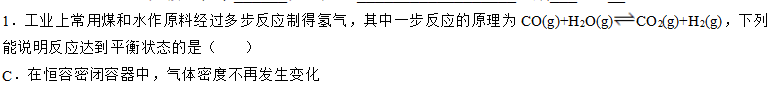 1．工业上常用煤和水作原料经过多步反应制得氢气，其中一步反应的原理为 CO(g)+H₂O(g)⇌CO₂(g)+H₂(g)，下列
能说明反应达到平衡状态的是（　　）
C．在恒容密闭容器中，气体密度不再发生变化